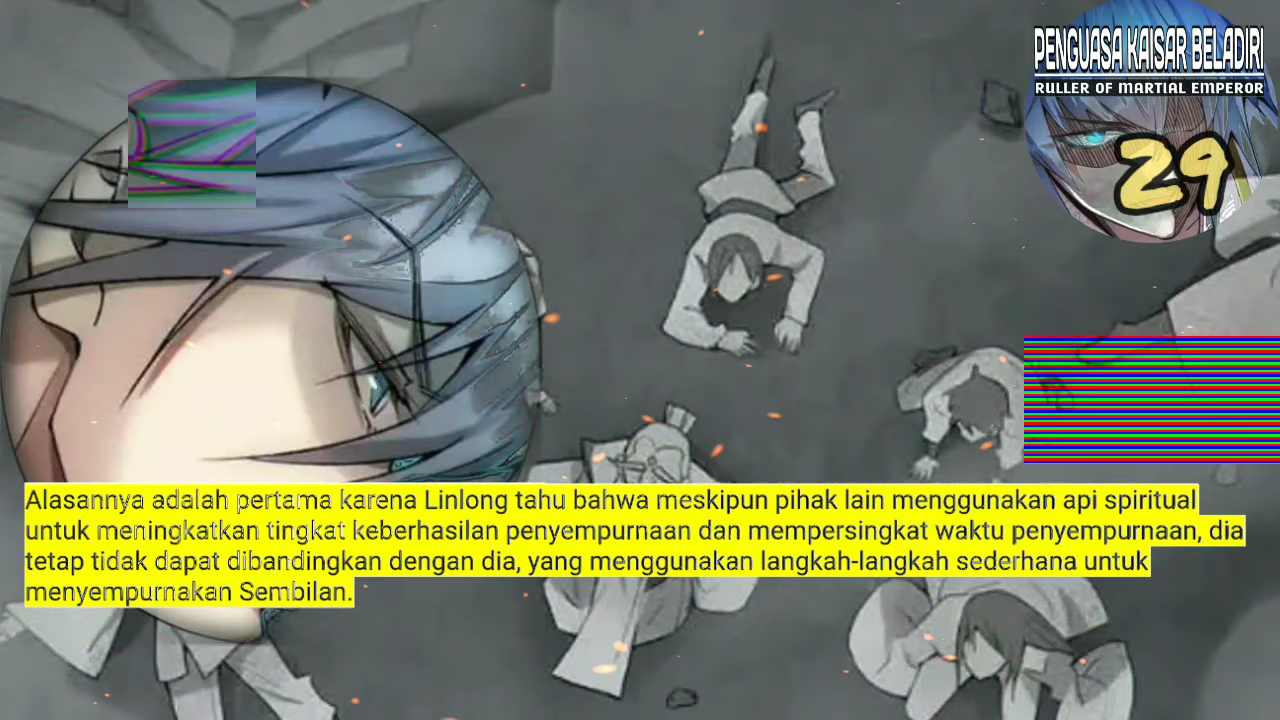 PENGUASA KAISAR BELADIRI
RULLER OF MARTIAL EMPEROR
29
Alasannya adalah pertama karena Linlong tahu bahwa meskipun pihak lain menggunakan api spiritual
untuk meningkatkan tingkat keberhasilan penyempurnaan dan mempersingkat waktu penyempurnaan, dia
tetap tidak dapat dibandingkan dengan dia, yang menggunakan langkah-langkah sederhana untuk
menyempurnakan Sembilan.